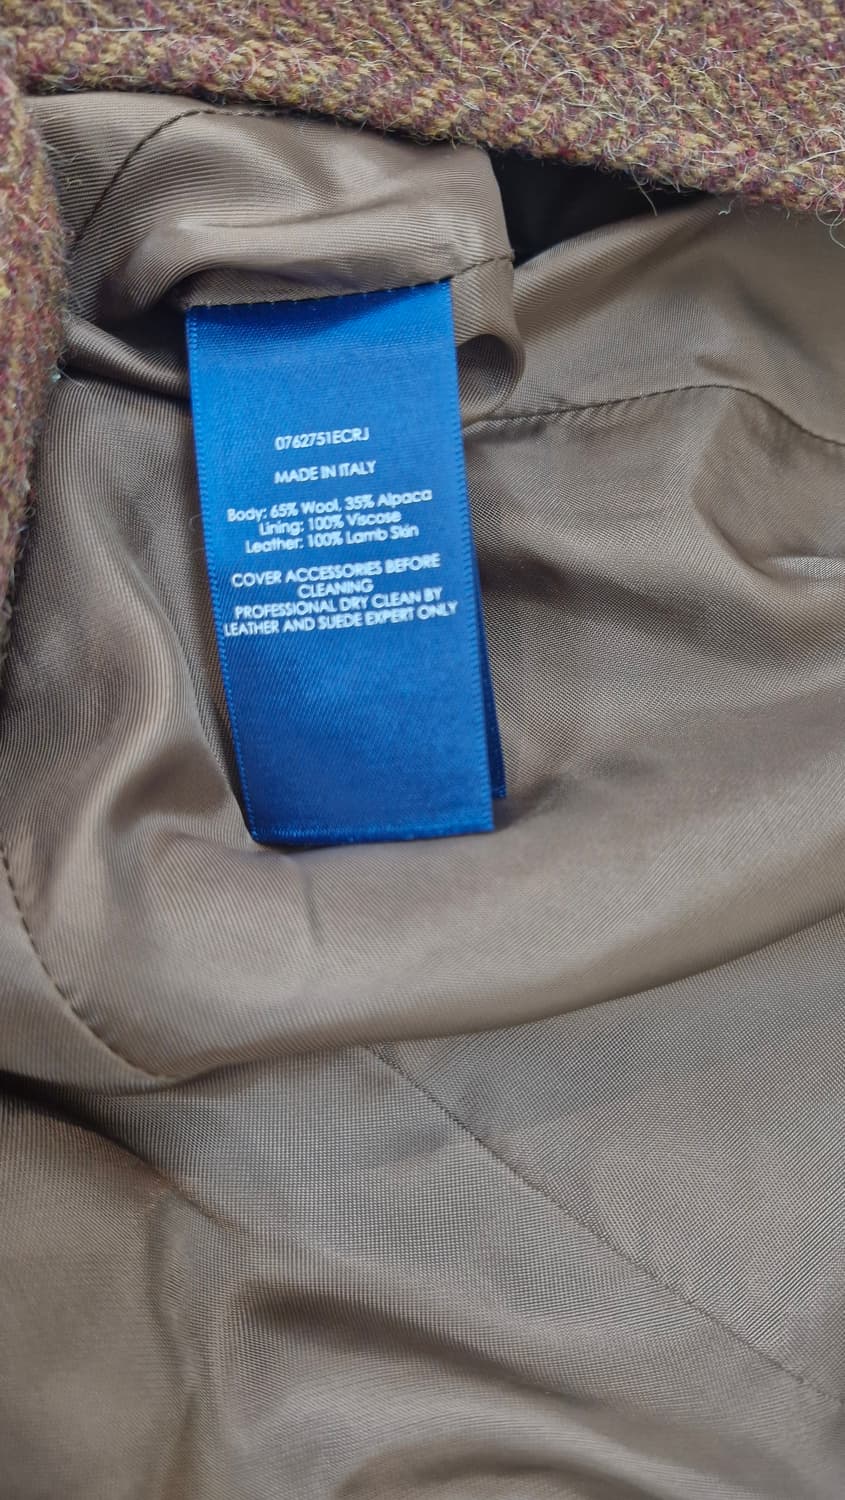 0762751ECRJ
MADE IN ITALY
Body: 65% Wool, 35% Alpaca
Lining: 100% Viscose
Leather: 100% Lamb Skin
COVER ACCESSORIES BEFORE
CLEANING
PROFESSIONAL DRY CLEAN BY
LEATHER AND SUEDE EXPERT ONLY